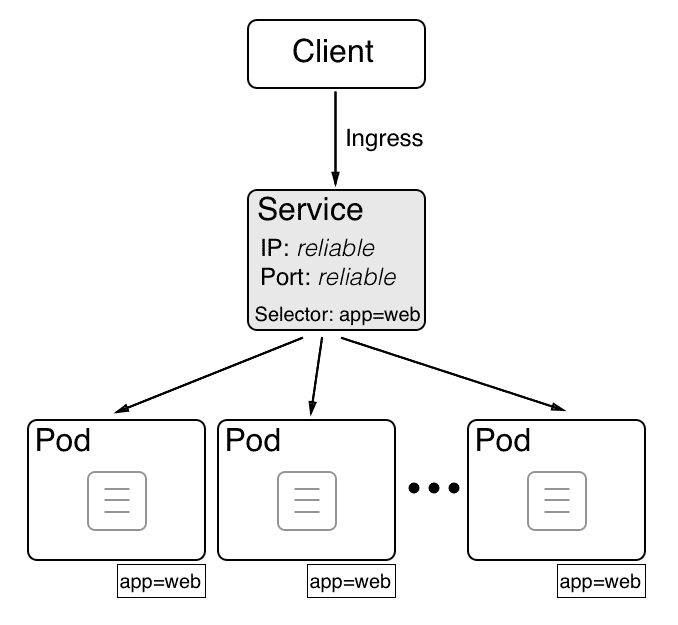 Client
Ingress
Service
IP: reliable
Port: reliable
Selector: app=web
Pod
Pod
Pod
app=web
app=web
app=web